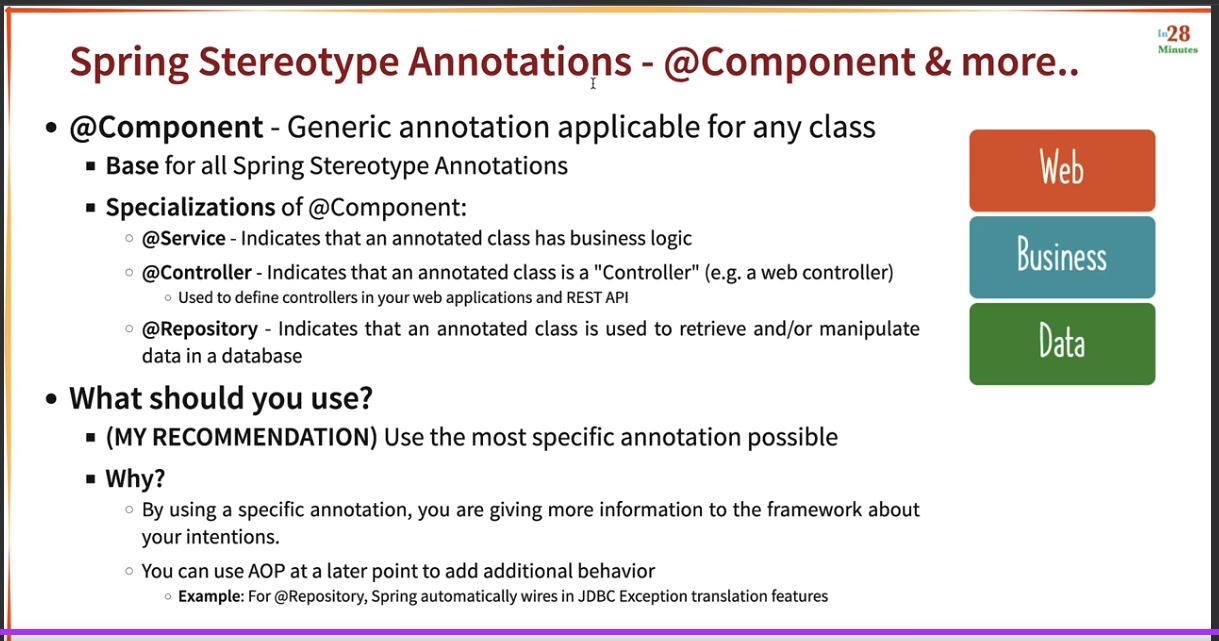 In28
Minutes
Spring Stereotype Annotations - @Component & more..
@Component - Generic annotation applicable for any class
Base for all Spring Stereotype Annotations
Specializations of @Component:
@Service - Indicates that an annotated class has business logic
@Controller - Indicates that an annotated class is a "Controller" (e.g. a web controller)
Used to define controllers in your web applications and REST API
@Repository - Indicates that an annotated class is used to retrieve and/or manipulate
data in a database
What should you use?
(MY RECOMMENDATION) Use the most specific annotation possible
Why?
By using a specific annotation, you are giving more information to the framework about
your intentions.
You can use AOP at a later point to add additional behavior
Example: For @Repository, Spring automatically wires in JDBC Exception translation features
Web
Business
Data